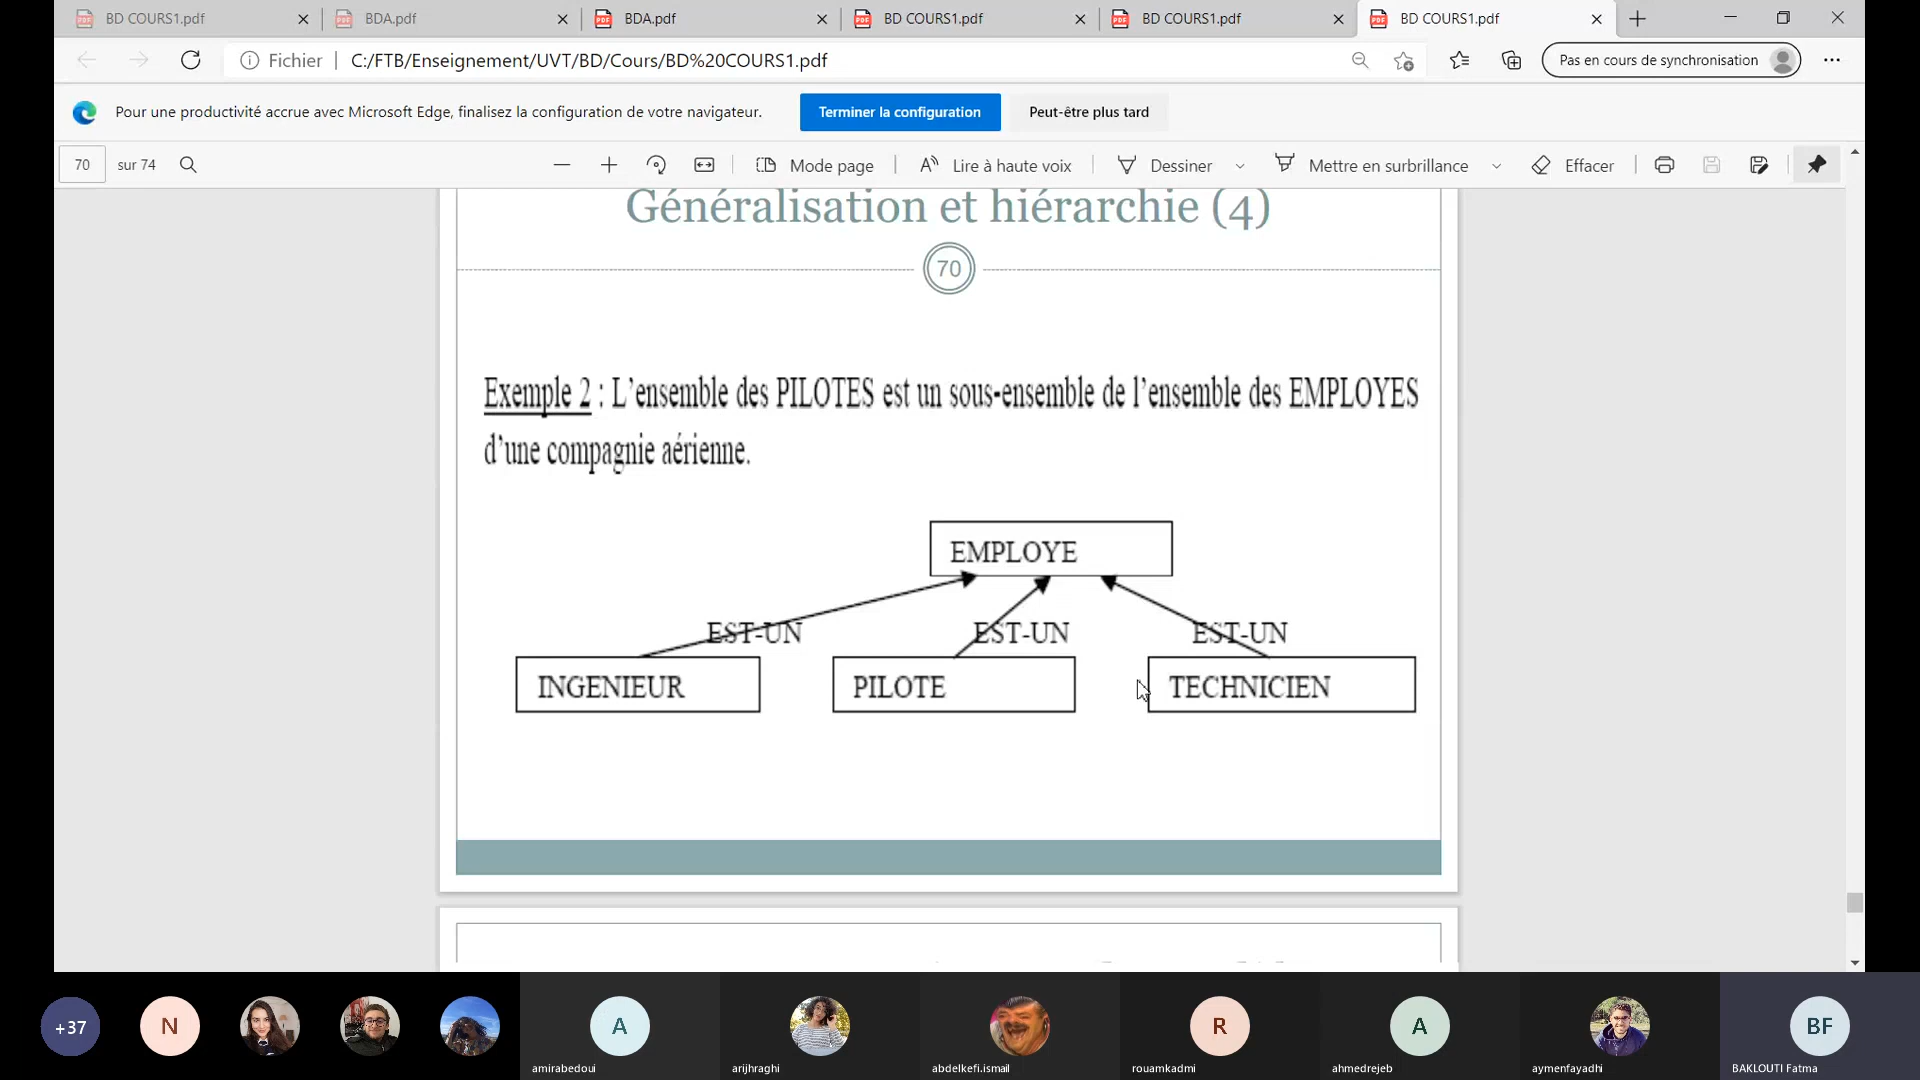 BD COURS1.pdf BDA.pdf BDA.pdf BD COURS1.pdf BD COURS1.pdf BD COURS1.pdf
Fichier C:/FTB/Enseignement/UVT/BD/Cours/BD%20COURS1.pdf Pas en cours de synchronisation
Pour une productivité accrue avec Microsoft Edge, finalisez la configuration de votre navigateur. Terminer la configuration Peut-être plus tard
70 sur 74 Mode page Lire à haute voix Dessiner Mettre en surbrillance Effacer
Généralisation et hiérarchie (4)
70
Exemple 2 : L'ensemble des PILOTES est un sous-ensemble de l'ensemble des EMPLOYES
d'une compagnie aérienne.
EMPLOYE
EST-UN EST-UN EST-UN
INGENIEUR PILOTE TECHNICIEN
+37 N A R A BF
amirabedoui arijhraghi abdelkefi.ismail rouamkadmi ahmedrejeb aymenfayadhi BAKLOUTI Fatma